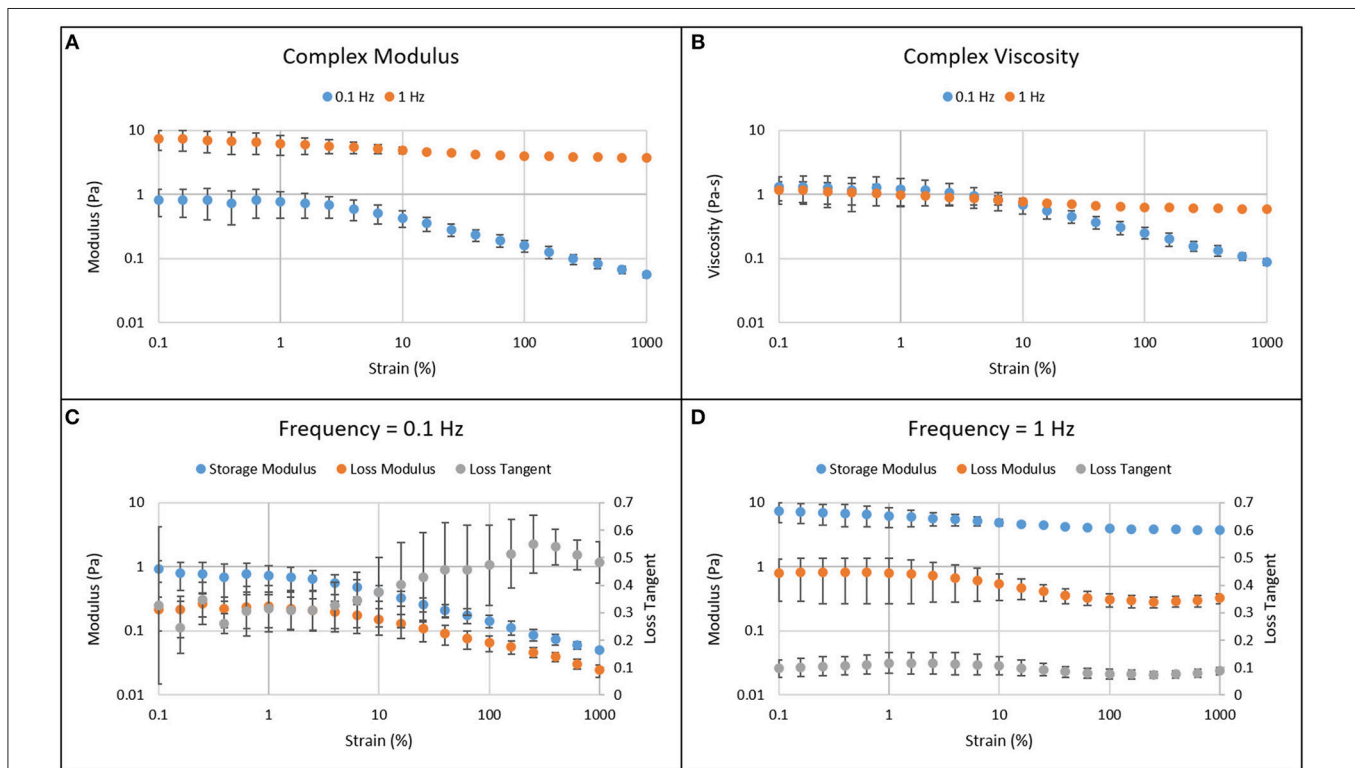 A
Complex Modulus
0.1 Hz 1 Hz
10
1
0.1
0.01
Modulus (Pa)
0.1 1 10 100 1000
Strain (%)
B
Complex Viscosity
0.1 Hz 1 Hz
10
1
0.1
0.01
Viscosity (Pa-s)
0.1 1 10 100 1000
Strain (%)
C
Frequency = 0.1 Hz
Storage Modulus Loss Modulus Loss Tangent
10
1
0.1
0.01
Modulus (Pa)
0.7
0.6
0.5
0.4
0.3
0.2
0.1
0
Loss Tangent
0.1 1 10 100 1000
Strain (%)
D
Frequency = 1 Hz
Storage Modulus Loss Modulus Loss Tangent
10
1
0.1
0.01
Modulus (Pa)
0.7
0.6
0.5
0.4
0.3
0.2
0.1
0
Loss Tangent
0.1 1 10 100 1000
Strain (%)